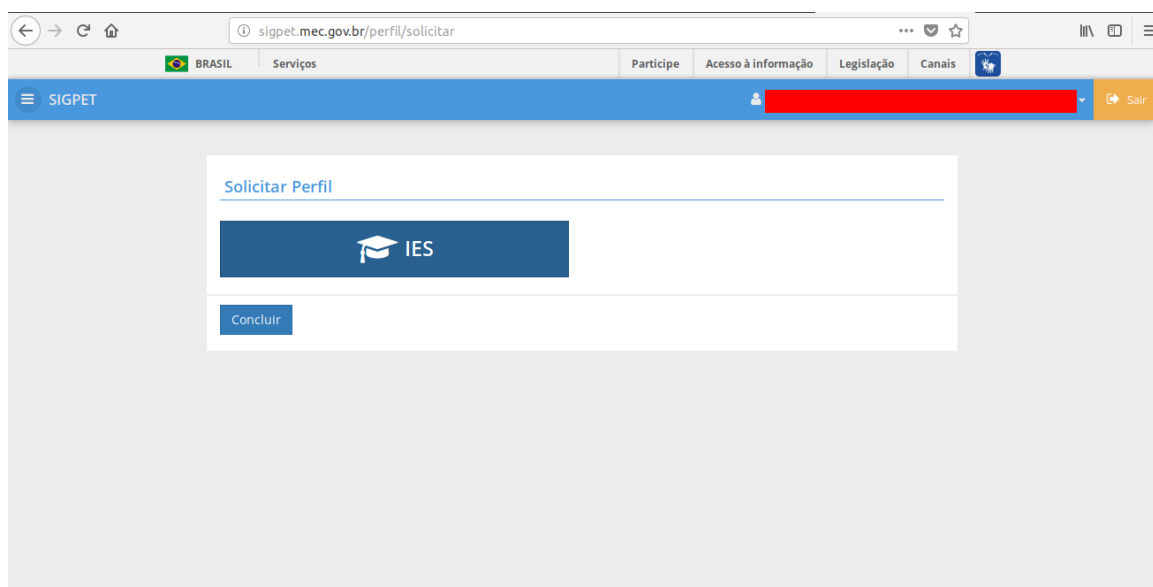 sigpet.mec.gov.br/perfil/solicitar
BRASIL Serviços Participe Acesso à informação Legislação Canais
SIGPET Sair
Solicitar Perfil
IES
Concluir